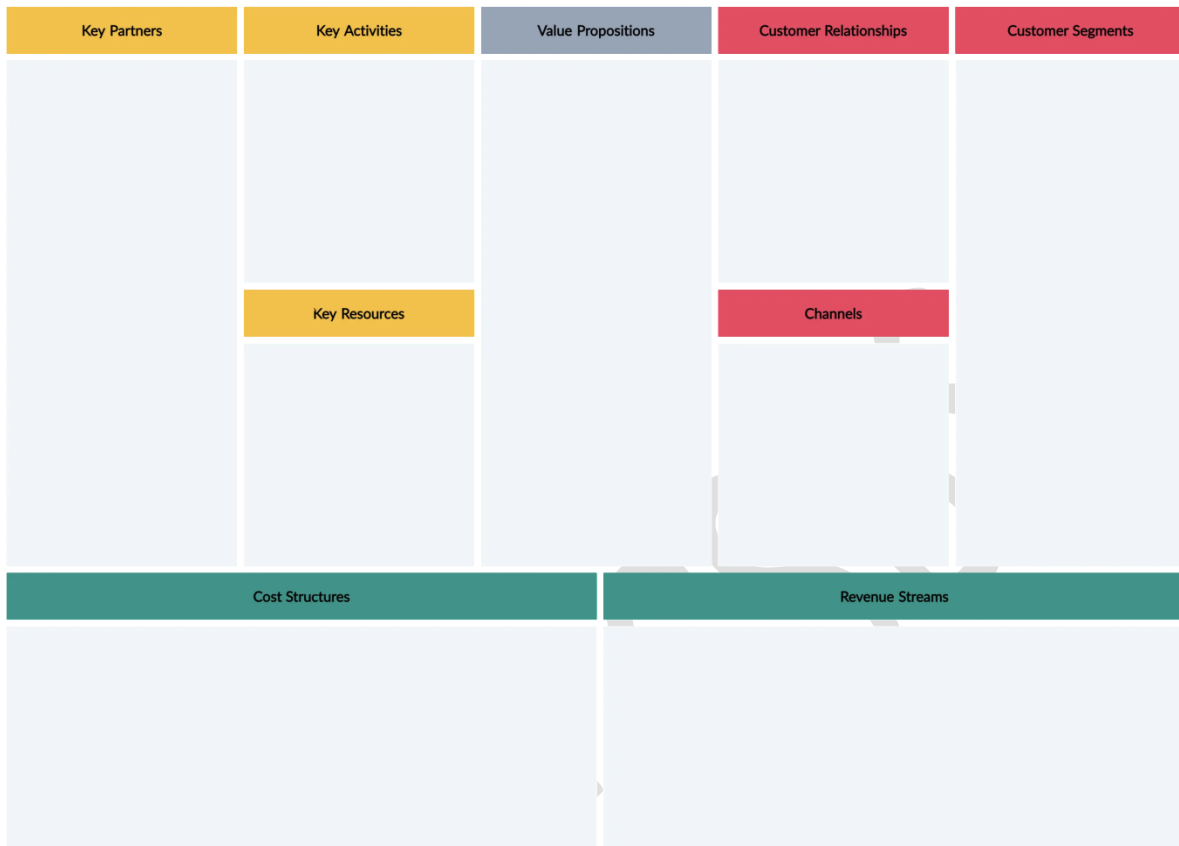 Key Partners
Key Activities
Value Propositions
Customer Relationships
Customer Segments
Key Resources
Channels
Cost Structures
Revenue Streams